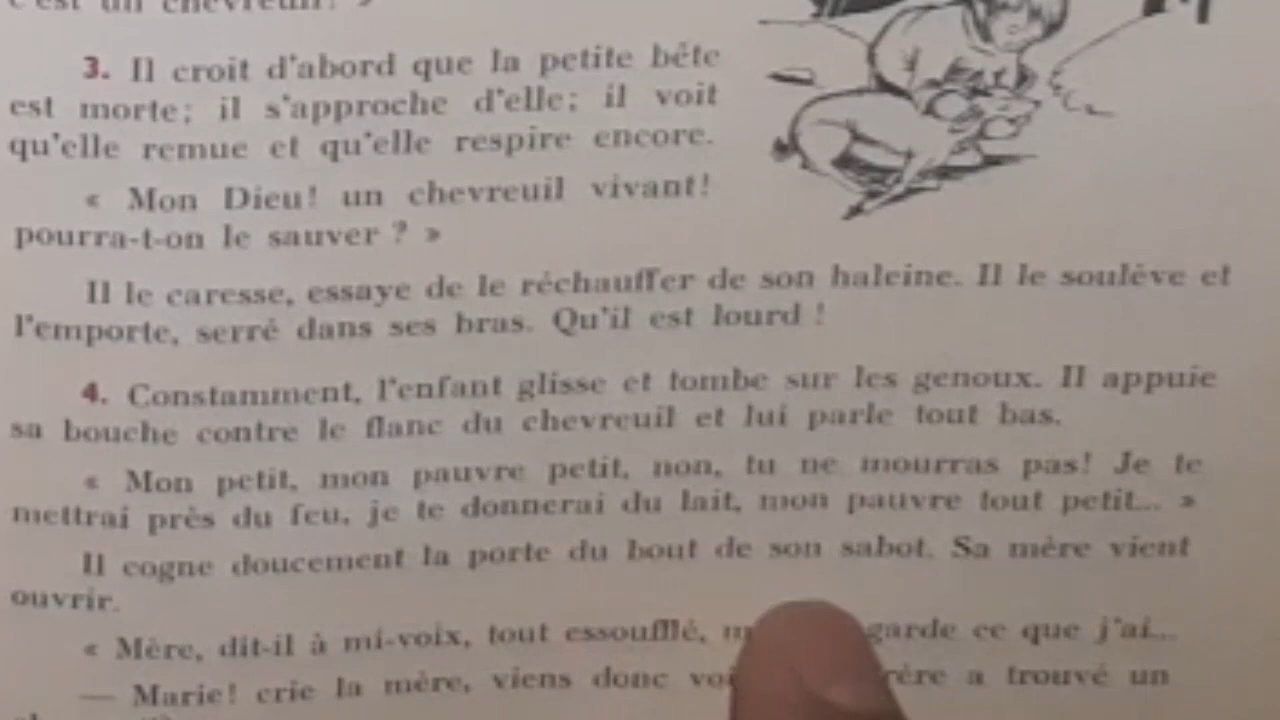 c'est un chevreuil! »
3. Il croit d'abord que la petite bête
est morte; il s'approche d'elle; il voit
qu'elle remue et qu'elle respire encore.
« Mon Dieu! un chevreuil vivant!
pourra-t-on le sauver ? »
Il le caresse, essaye de le réchauffer de son haleine. Il le soulève et
l'emporte, serré dans ses bras. Qu'il est lourd !
4. Constamment, l'enfant glisse et tombe sur les genoux. Il appuie
sa bouche contre le flanc du chevreuil et lui parle tout bas.
« Mon petit, mon pauvre petit, non, tu ne mourras pas! Je te
mettrai près du feu, je te donnerai du lait, mon pauvre tout petit... »
Il cogne doucement la porte du bout de son sabot. Sa mère vient
ouvrir.
« Mère, dit-il à mi-voix, tout essoufflé, ce que j'ai...
— Marie! crie la mère, viens donc a trouvé un